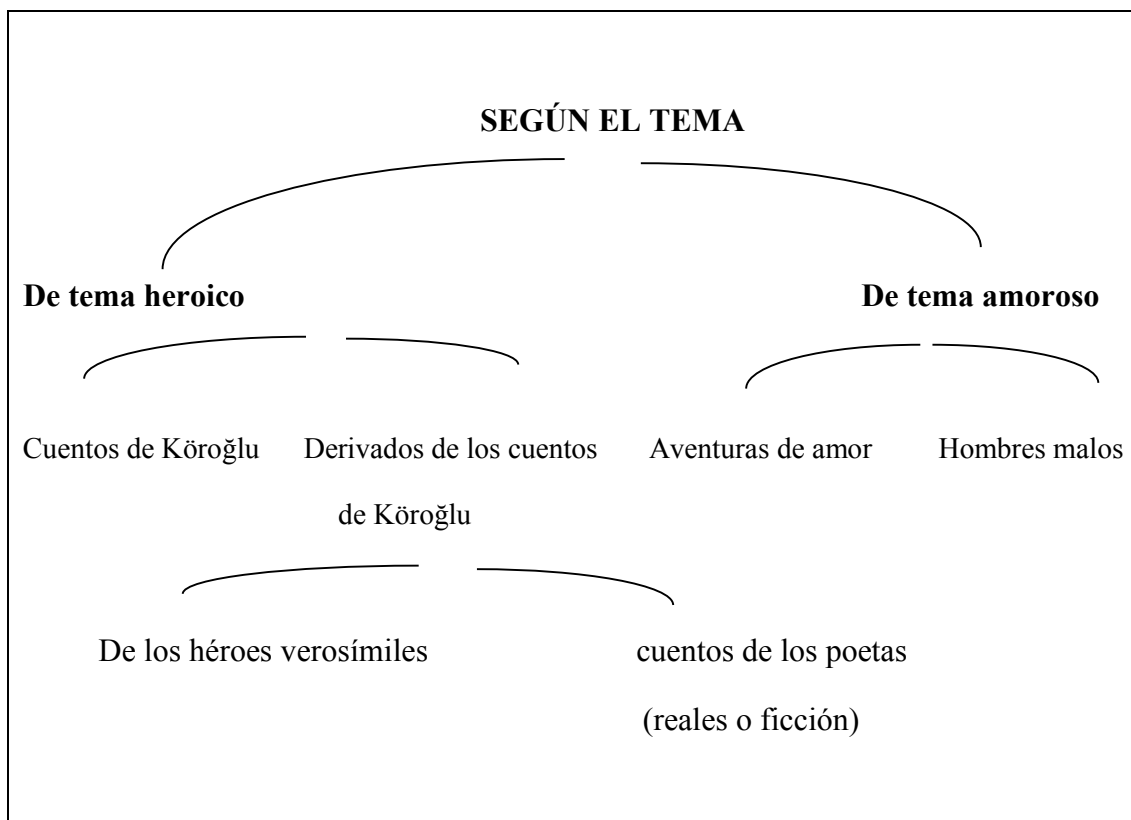 SEGÚN EL TEMA
De tema heroico De tema amoroso
Cuentos de Köroğlu Derivados de los cuentos Aventuras de amor Hombres malos
de Köroğlu
De los héroes verosímiles cuentos de los poetas
(reales o ficción)